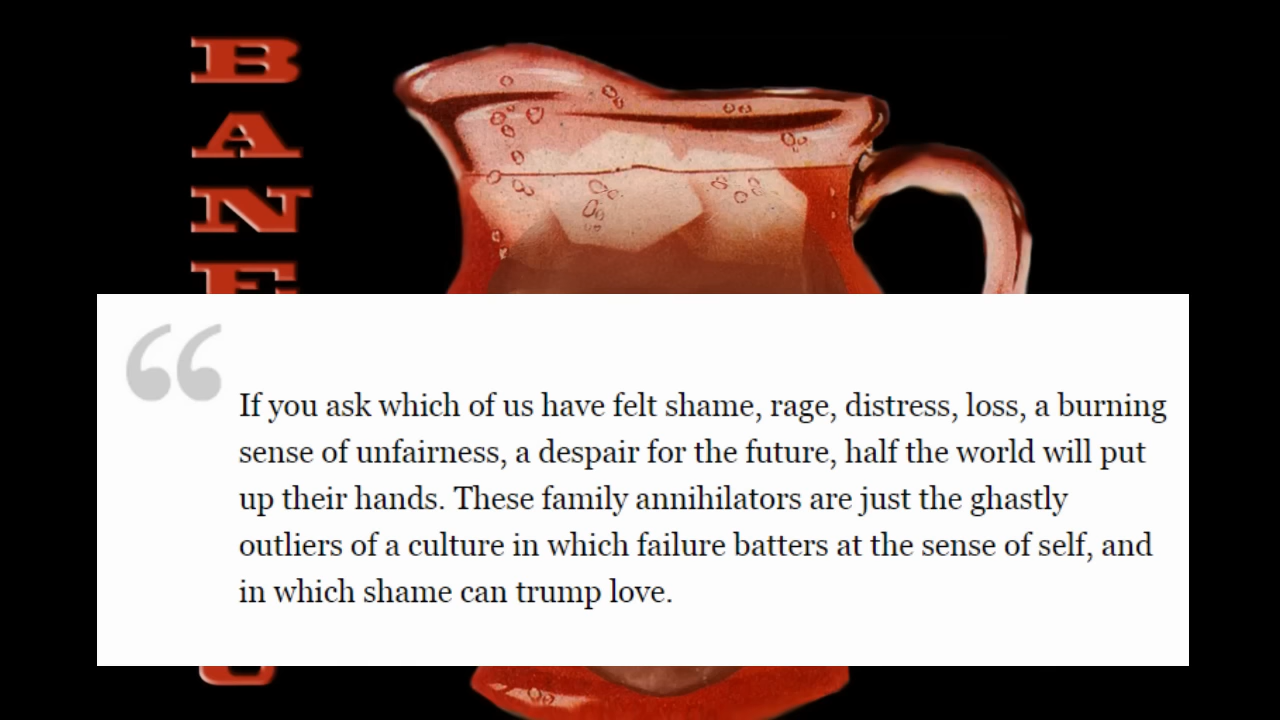 B
A
N
E
If you ask which of us have felt shame, rage, distress, loss, a burning
sense of unfairness, a despair for the future, half the world will put
up their hands. These family annihilators are just the ghastly
outliers of a culture in which failure batters at the sense of self, and
in which shame can trump love.